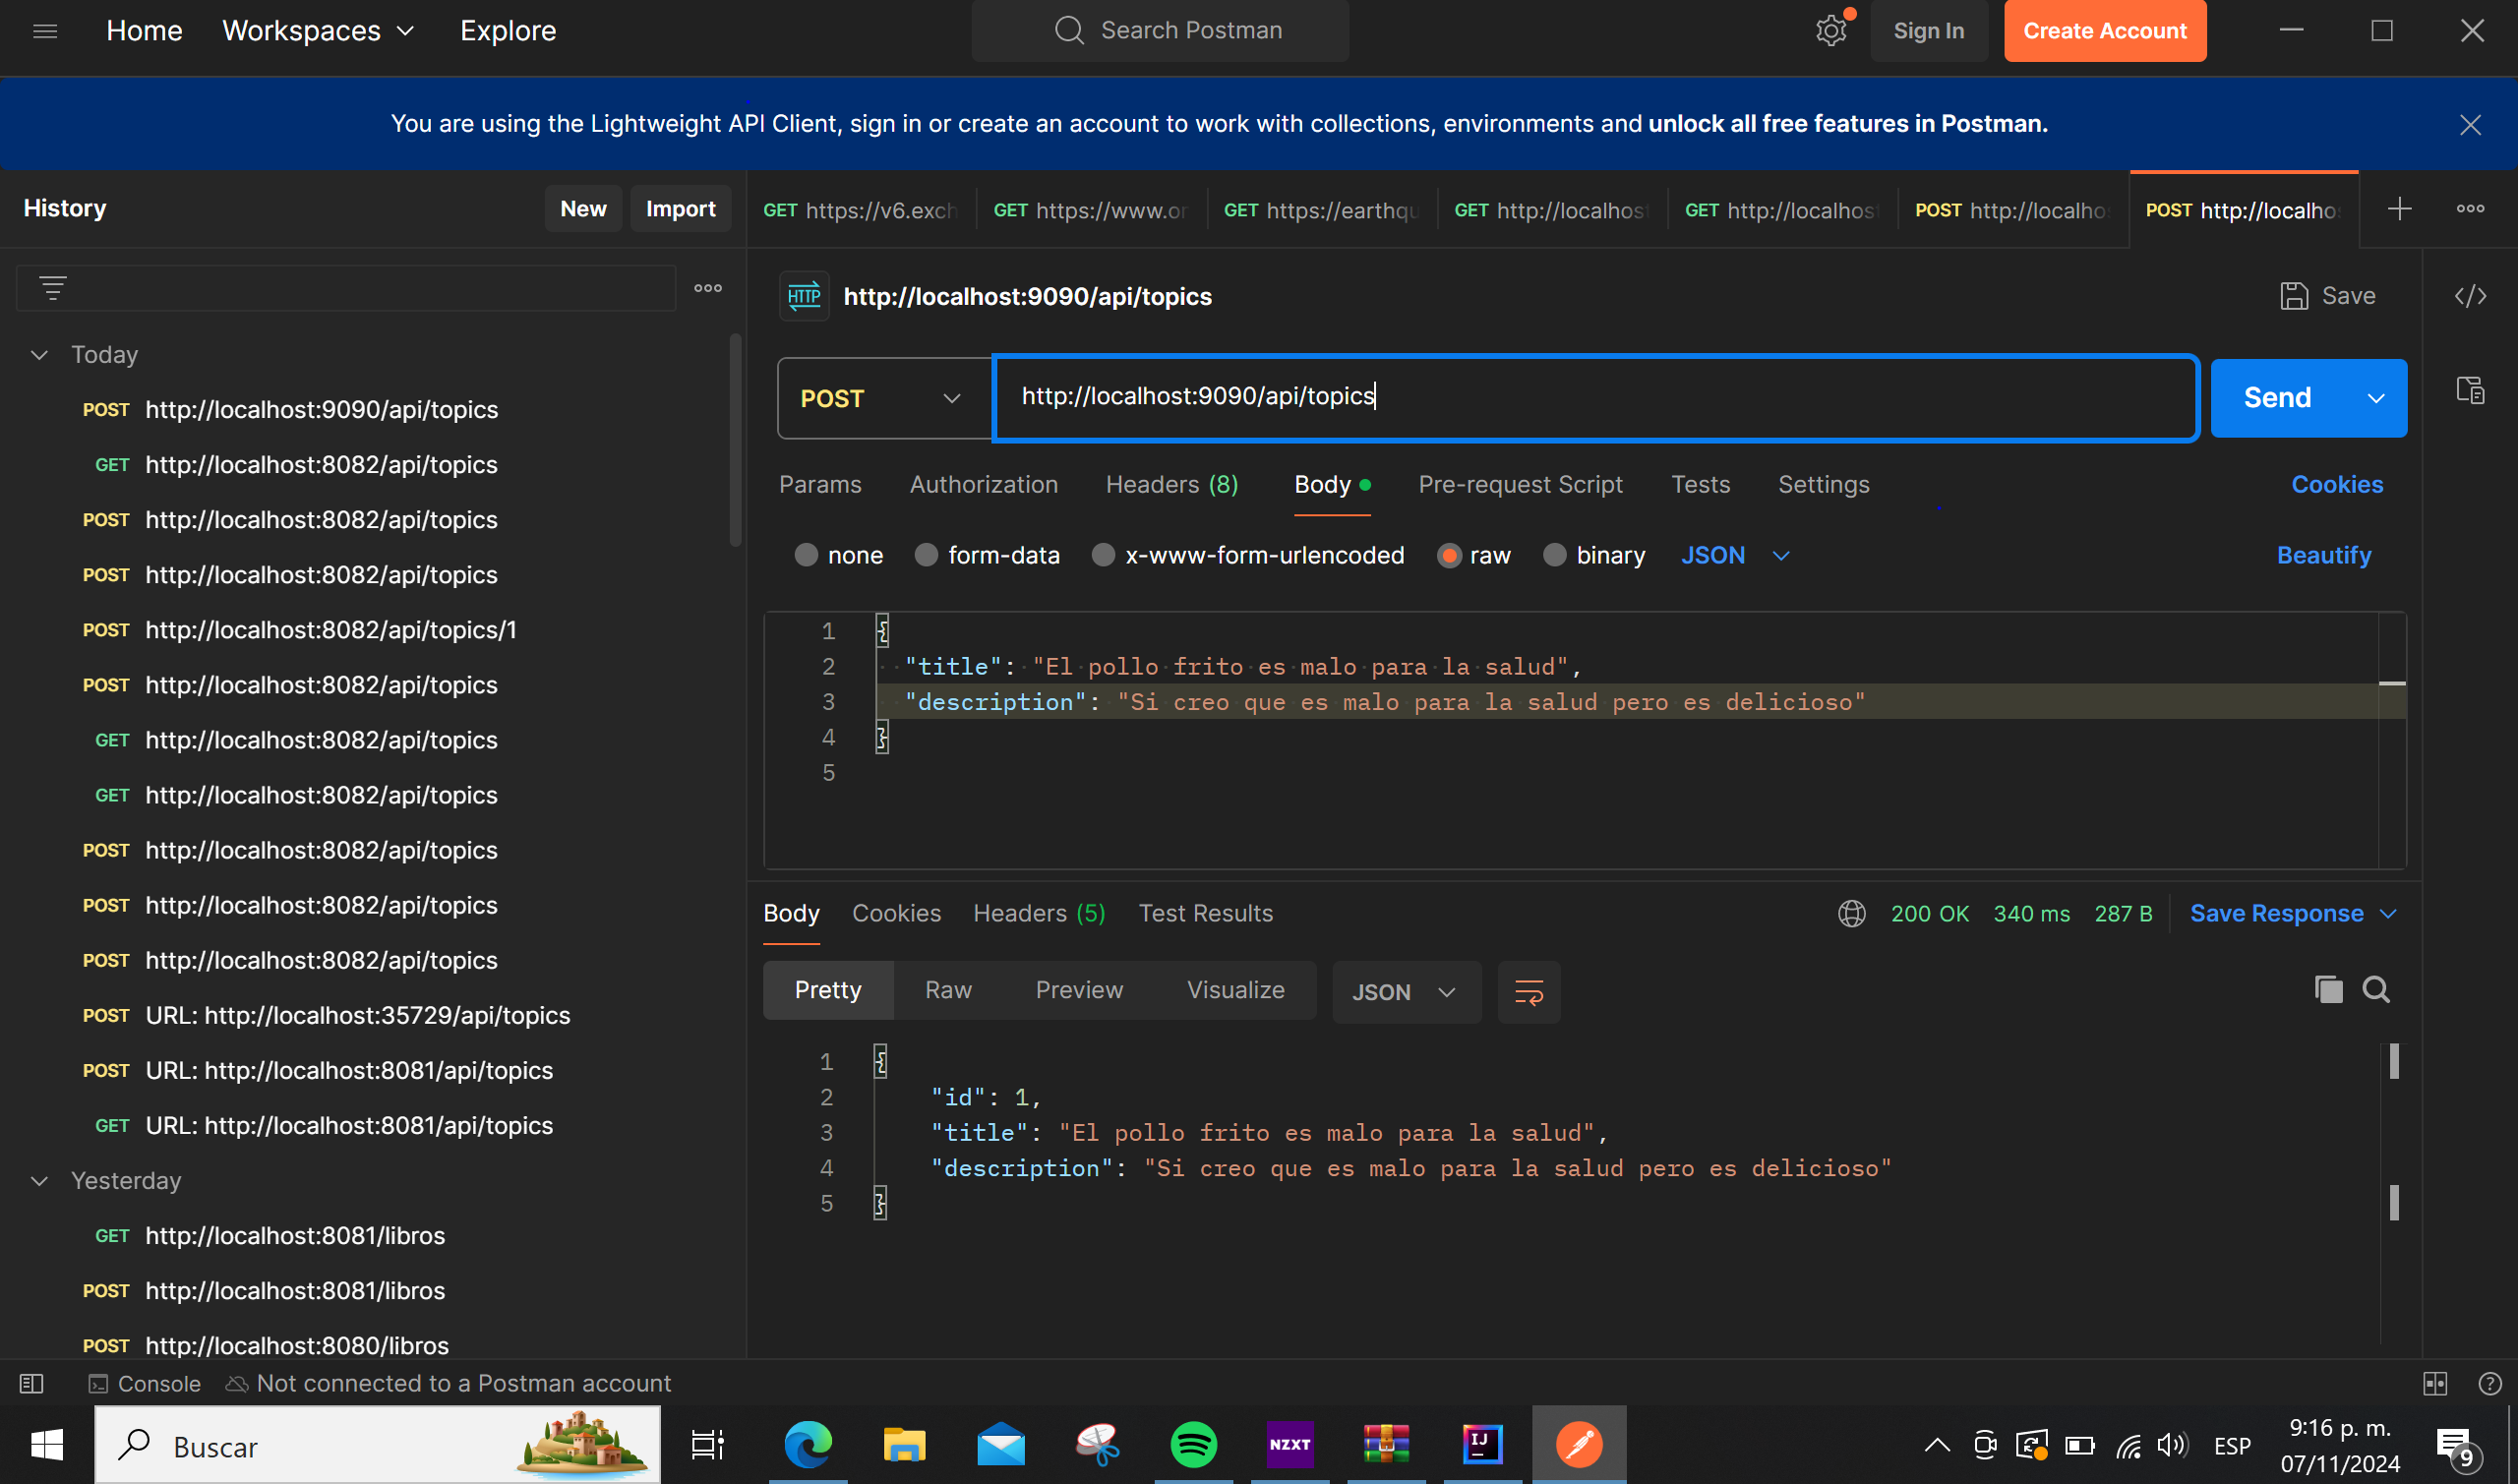 Home Workspaces Explore Search Postman Sign In Create Account
You are using the Lightweight API Client, sign in or create an account to work with collections, environments and unlock all free features in Postman.
History New Import
GET https://v6.exch GET https://www.or GET https://earthqu GET http://localhost GET http://localhost POST http://localho POST http://localho
http://localhost:9090/api/topics Save
POST http://localhost:9090/api/topics Send
Params Authorization Headers (8) Body Pre-request Script Tests Settings Cookies
none form-data x-www-form-urlencoded raw binary JSON Beautify
1 {
2 "title": "El pollo frito es malo para la salud",
3 "description": "Si creo que es malo para la salud pero es delicioso"
4 }
5
Today
POST http://localhost:9090/api/topics
GET http://localhost:8082/api/topics
POST http://localhost:8082/api/topics
POST http://localhost:8082/api/topics
POST http://localhost:8082/api/topics/1
POST http://localhost:8082/api/topics
GET http://localhost:8082/api/topics
GET http://localhost:8082/api/topics
POST http://localhost:8082/api/topics
POST http://localhost:8082/api/topics
POST http://localhost:8082/api/topics
POST URL: http://localhost:35729/api/topics
POST URL: http://localhost:8081/api/topics
GET URL: http://localhost:8081/api/topics
Yesterday
GET http://localhost:8081/libros
POST http://localhost:8081/libros
POST http://localhost:8080/libros
Body Cookies Headers (5) Test Results 200 OK 340 ms 287 B Save Response
Pretty Raw Preview Visualize JSON
1 {
2 "id": 1,
3 "title": "El pollo frito es malo para la salud",
4 "description": "Si creo que es malo para la salud pero es delicioso"
5 }
Console Not connected to a Postman account
Buscar NZXT IJ ESP 9:16 p. m.
07/11/2024 9